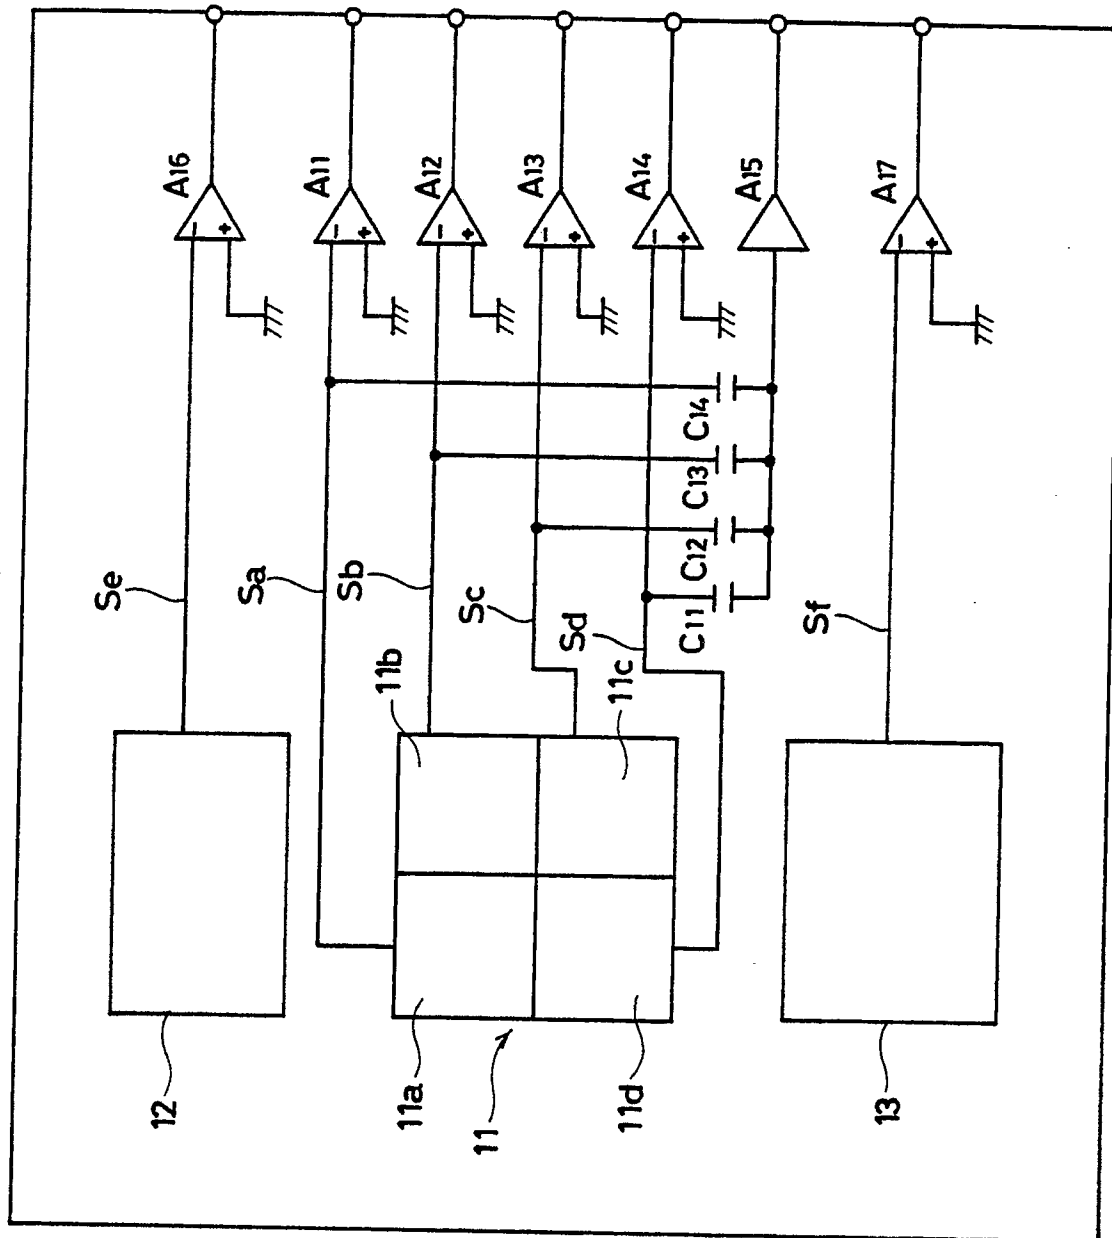 A16
A11
A12
A13
A14
A15
A17
−
+
−
+
−
+
−
+
−
+
−
+
C14
C13
C12
C11
Se
Sa
Sb
Sc
Sd
Sf
11b
11c
12
11a
11
11d
13